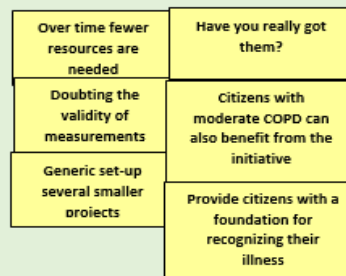 Over time fewer
resources are
needed
Have you really got
them?
Doubting the
validity of
measurements
Citizens with
moderate COPD can
also benefit from the
initiative
Generic set-up
several smaller
projects
Provide citizens with a
foundation for
recognizing their
illness